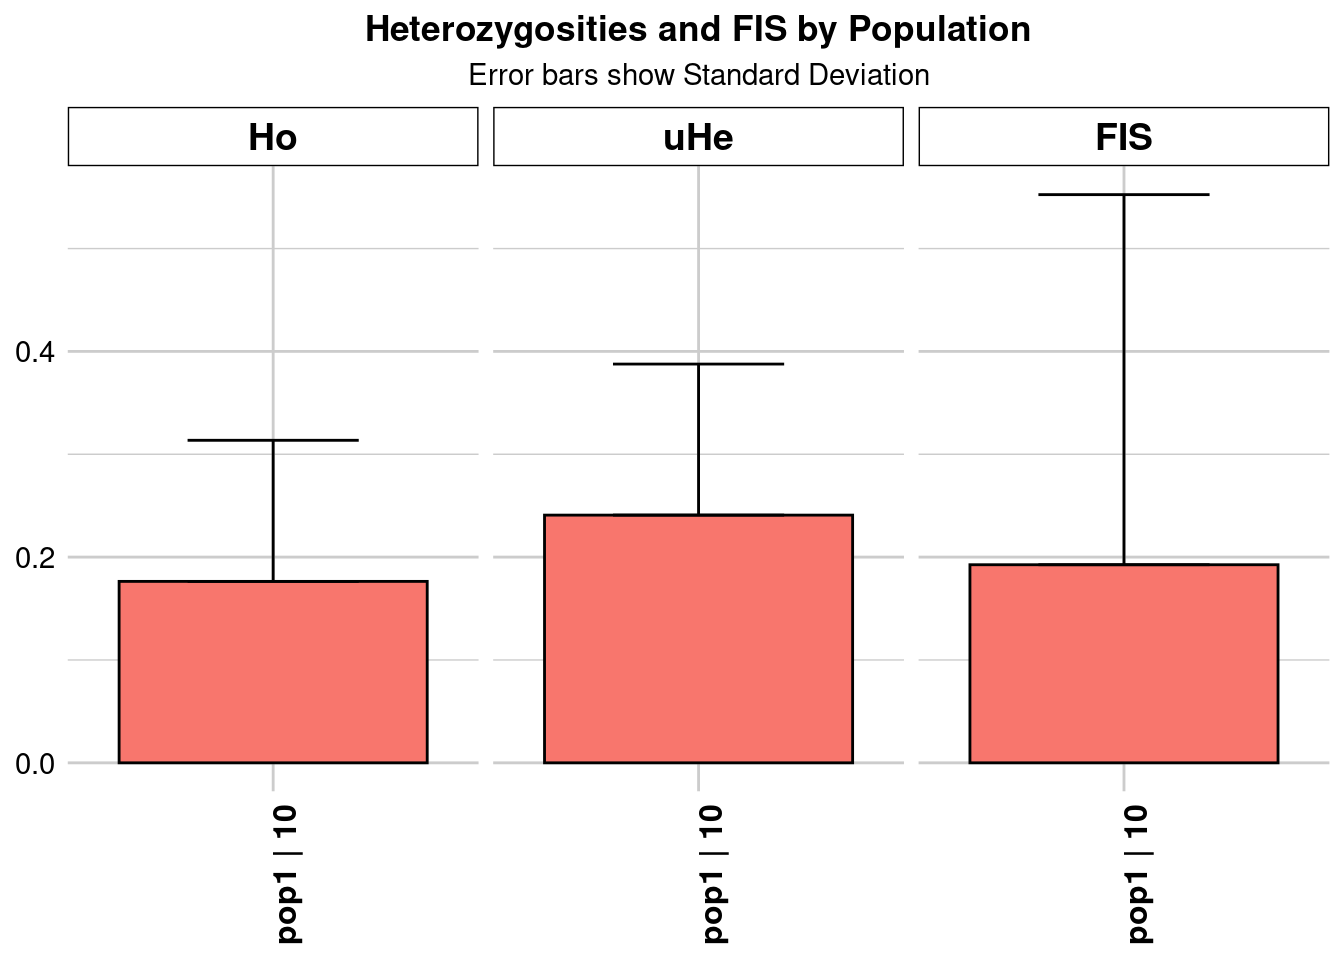 Heterozygosities and FIS by Population
Error bars show Standard Deviation
Ho
uHe
FIS
0.4
0.2
0.0
pop1 | 10
pop1 | 10
pop1 | 10